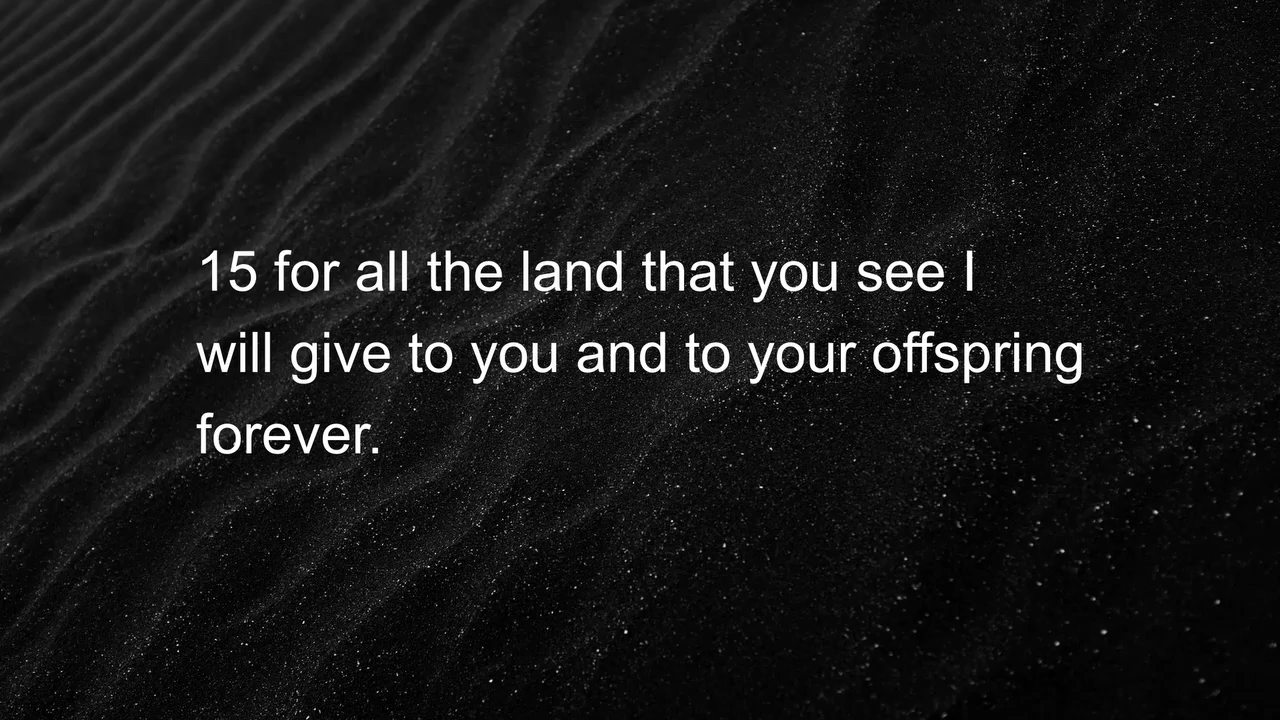 15 for all the land that you see I
will give to you and to your offspring
forever.